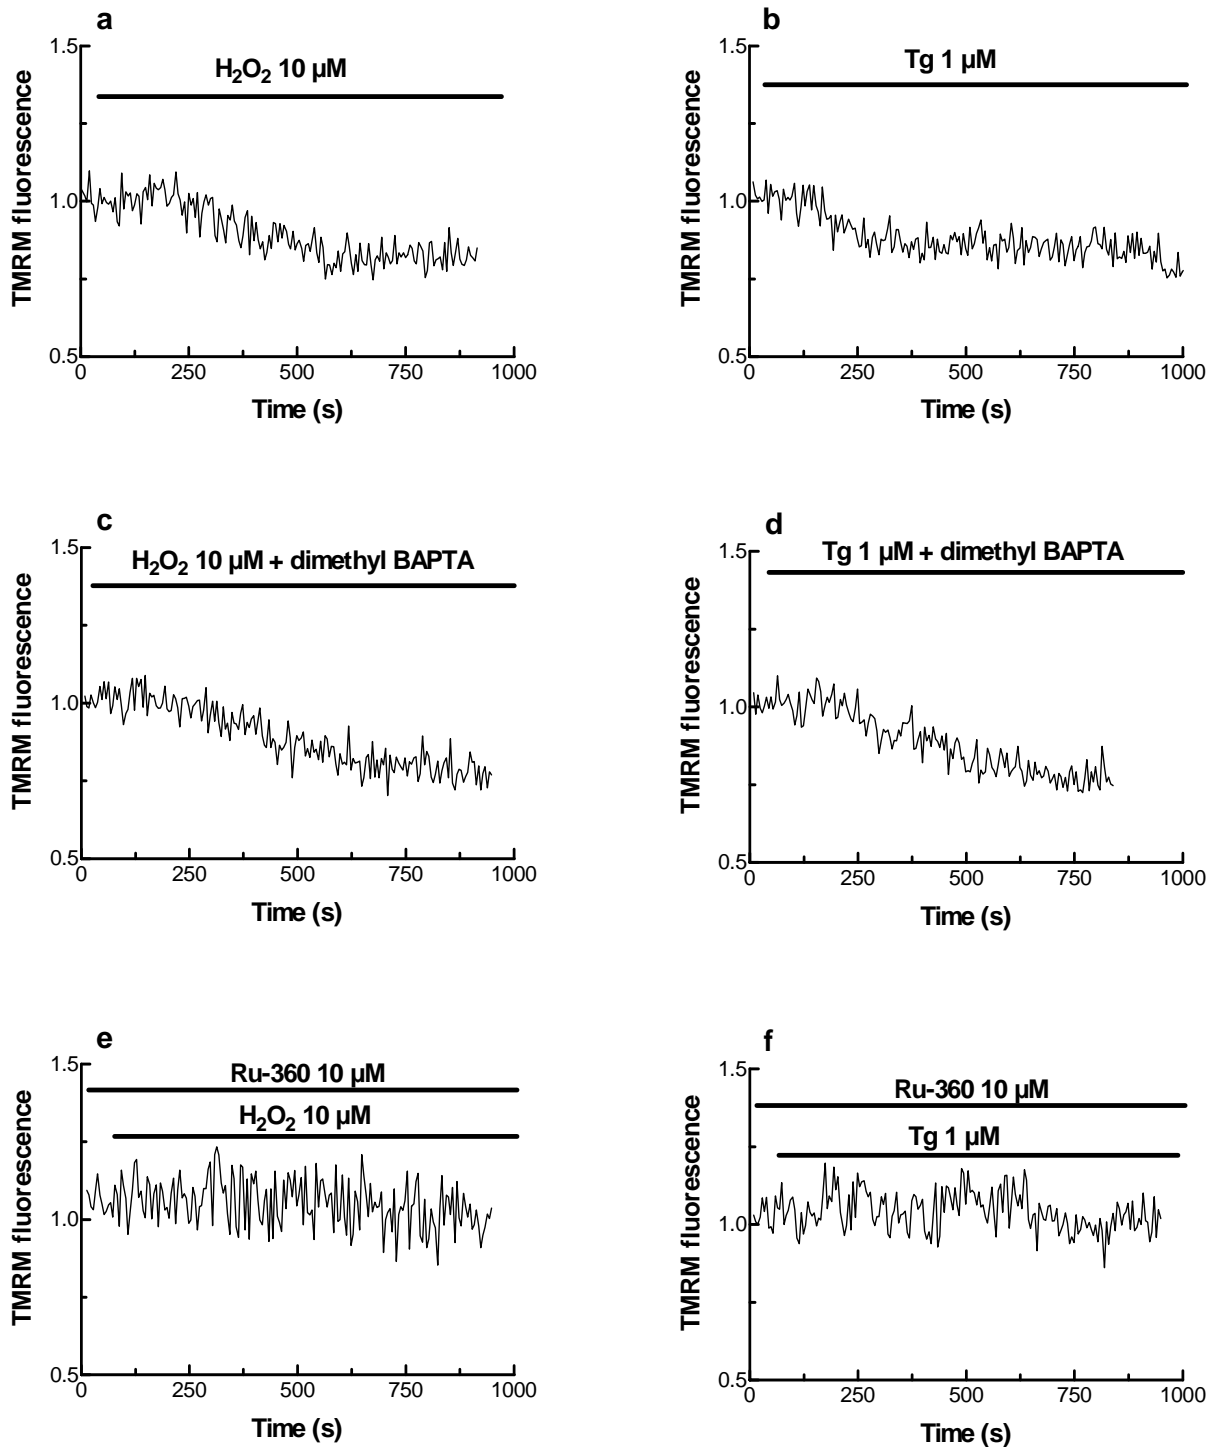 a
H₂O₂ 10 µM
1.5
1.0
0.5
TMRM fluorescence
0 250 500 750 1000
Time (s)
b
Tg 1 µM
1.5
1.0
0.5
TMRM fluorescence
0 250 500 750 1000
Time (s)
c
H₂O₂ 10 µM + dimethyl BAPTA
1.5
1.0
0.5
TMRM fluorescence
0 250 500 750 1000
Time (s)
d
Tg 1 µM + dimethyl BAPTA
1.5
1.0
0.5
TMRM fluorescence
0 250 500 750 1000
Time (s)
e
Ru-360 10 µM
H₂O₂ 10 µM
1.5
1.0
0.5
TMRM fluorescence
0 250 500 750 1000
Time (s)
f
Ru-360 10 µM
Tg 1 µM
1.5
1.0
0.5
TMRM fluorescence
0 250 500 750 1000
Time (s)